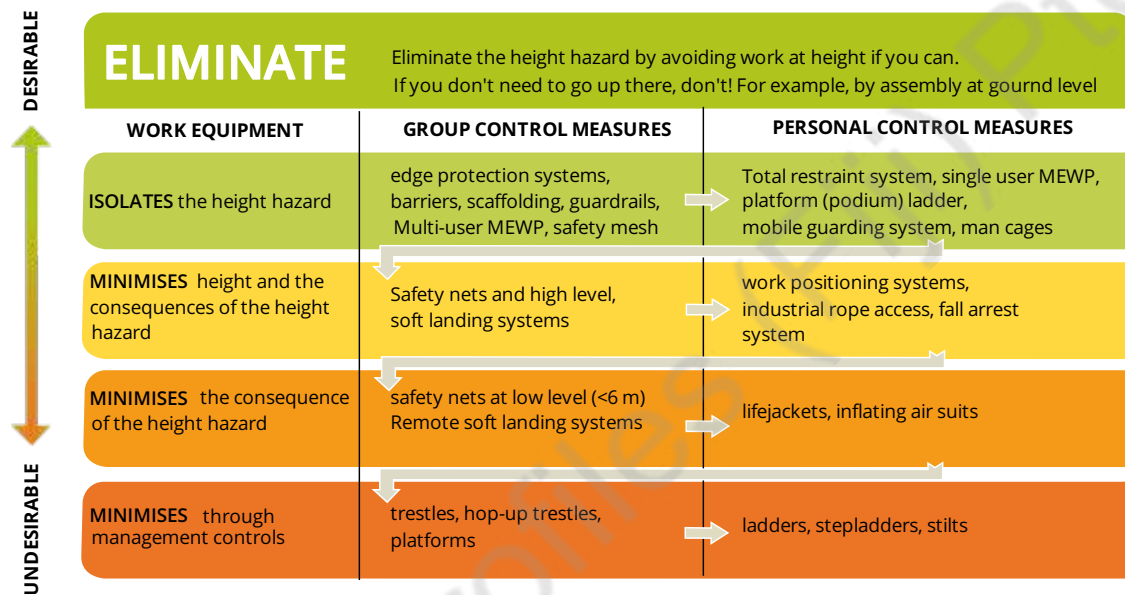 DESIRABLE
ELIMINATE
Eliminate the height hazard by avoiding work at height if you can.
If you don't need to go up there, don't! For example, by assembly at gournd level
WORK EQUIPMENT
GROUP CONTROL MEASURES
PERSONAL CONTROL MEASURES
ISOLATES the height hazard
edge protection systems,
barriers, scaffolding, guardrails,
Multi-user MEWP, safety mesh
Total restraint system, single user MEWP,
platform (podium) ladder,
mobile guarding system, man cages
MINIMISES height and the
consequences of the height
hazard
Safety nets and high level,
soft landing systems
work positioning systems,
industrial rope access, fall arrest
system
MINIMISES the consequence
of the height hazard
safety nets at low level (<6 m)
Remote soft landing systems
lifejackets, inflating air suits
MINIMISES through
management controls
trestles, hop-up trestles,
platforms
ladders, stepladders, stilts
UNDESIRABLE
(Fiji)